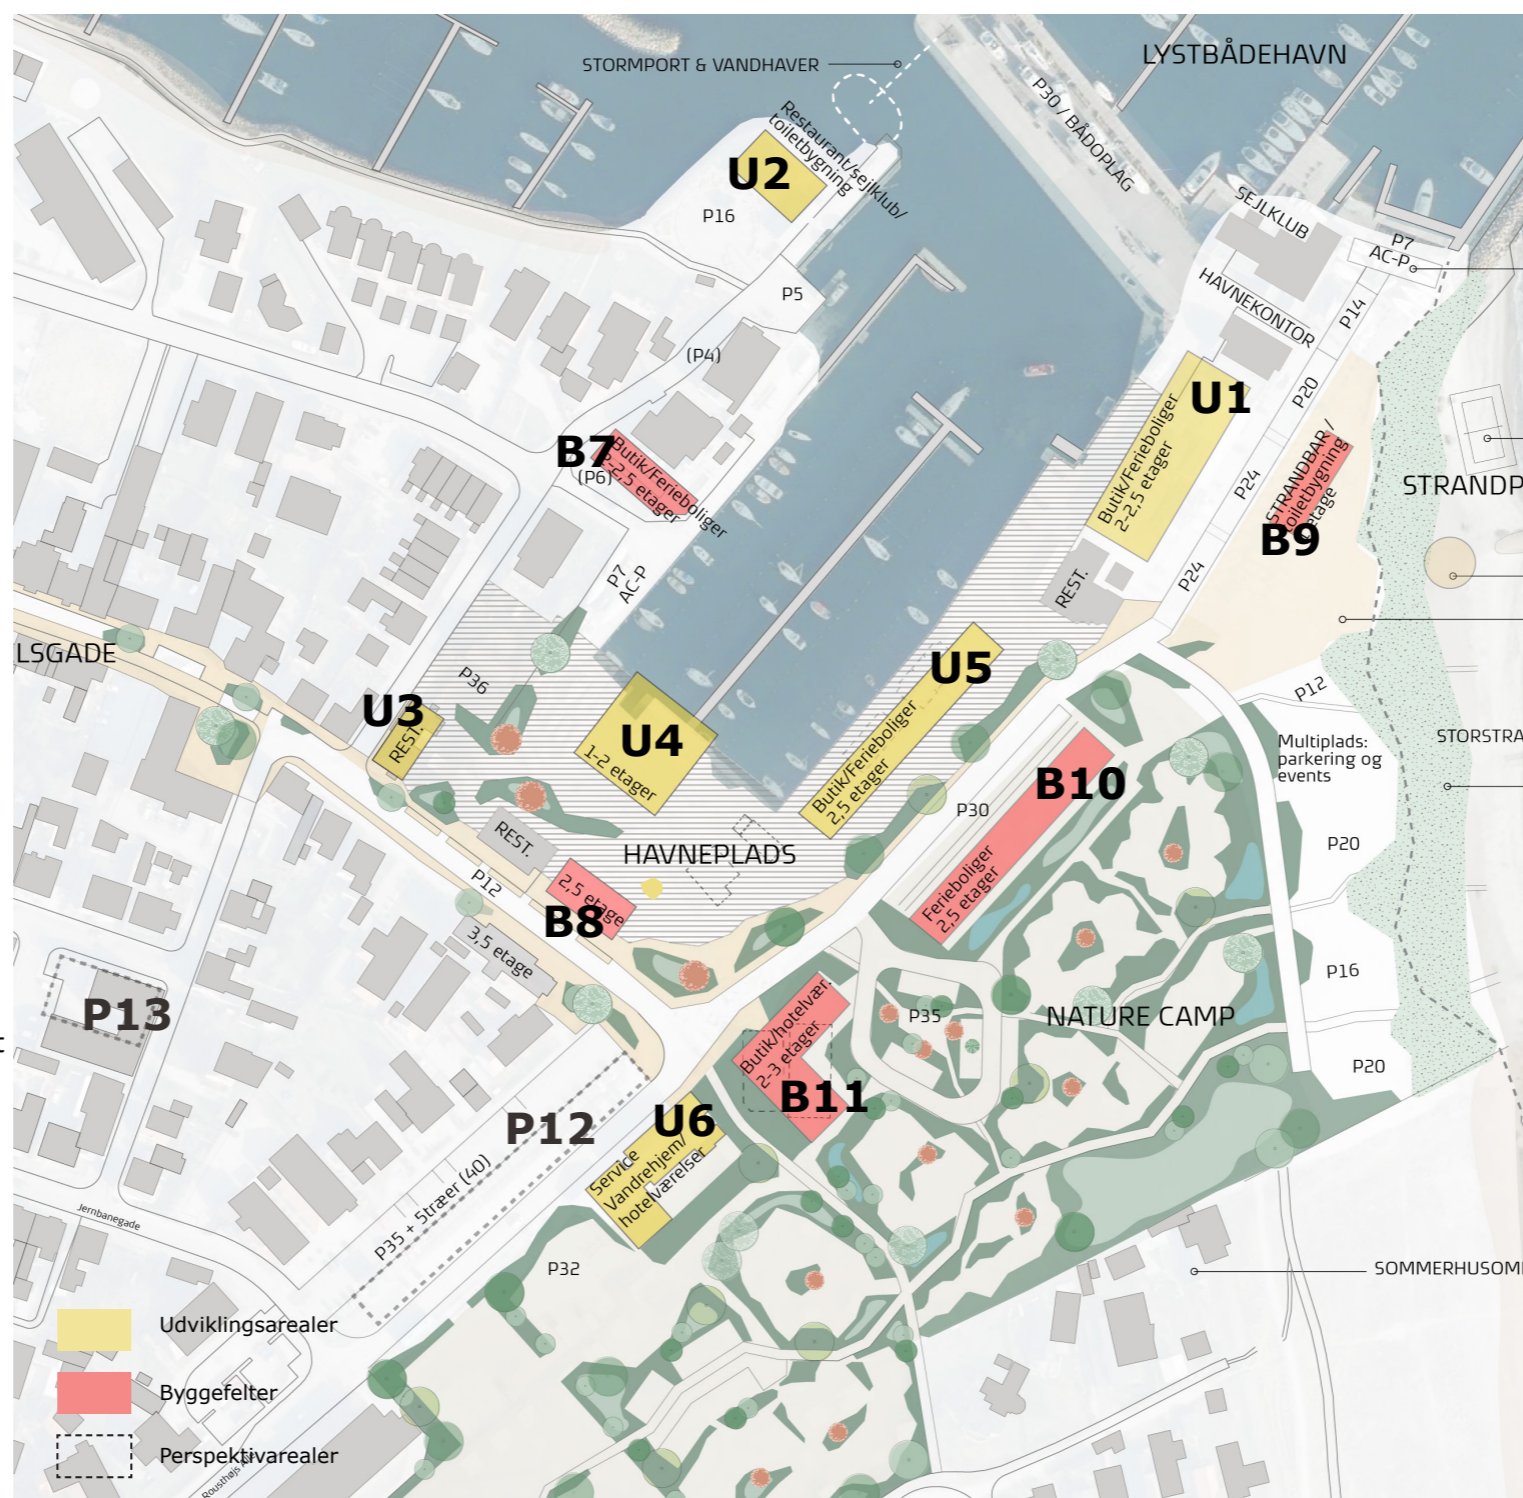 LYSTBÅDEHAVN
STORMPORT & VANDHAVER
P30 / BÅDOPLAG
Restaurant/sejlklub/
toiletbygning
U2
P16
SEJLKLUB
P7
AC-P
P5
HAVNEKONTOR
P14
(P4)
U1
P20
Butik/Ferieboliger
2-2,5 etager
B7
Butik/Ferieboliger
2-2,5 etager
(P6)
STRANDBAR /
toiletbygning
etage
B9
P24
STRANDP
P24
REST.
P7
AC-P
LSGADE
P36
U5
Butik/Ferieboliger
2,5 etager
U3
REST.
U4
1-2 etager
P12
Multiplads:
parkering og
events
STORSTRA
B10
Ferieboliger
2,5 etager
P30
P20
REST.
HAVNEPLADS
P12
2,5 etage
B8
3,5 etage
P16
P13
P35
NATURE CAMP
Butik/hotelvær.
2-3 etager
B11
P20
P12
U6
Service
Vandrehjem/
hotelværelser
P35 + 5træer (40)
Jernbanegade
P32
SOMMERHUSOM
Udviklingsarealer
Byggefelter
Perspektivarealer